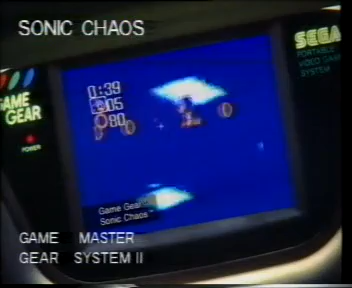 SONIC CHAOS
SEGA
PORTABLE
VIDEO GAME
SYSTEM
GAME
GEAR
POWER
0:39
05
80
Game Gear
Sonic Chaos
GAME MASTER
GEAR SYSTEM II